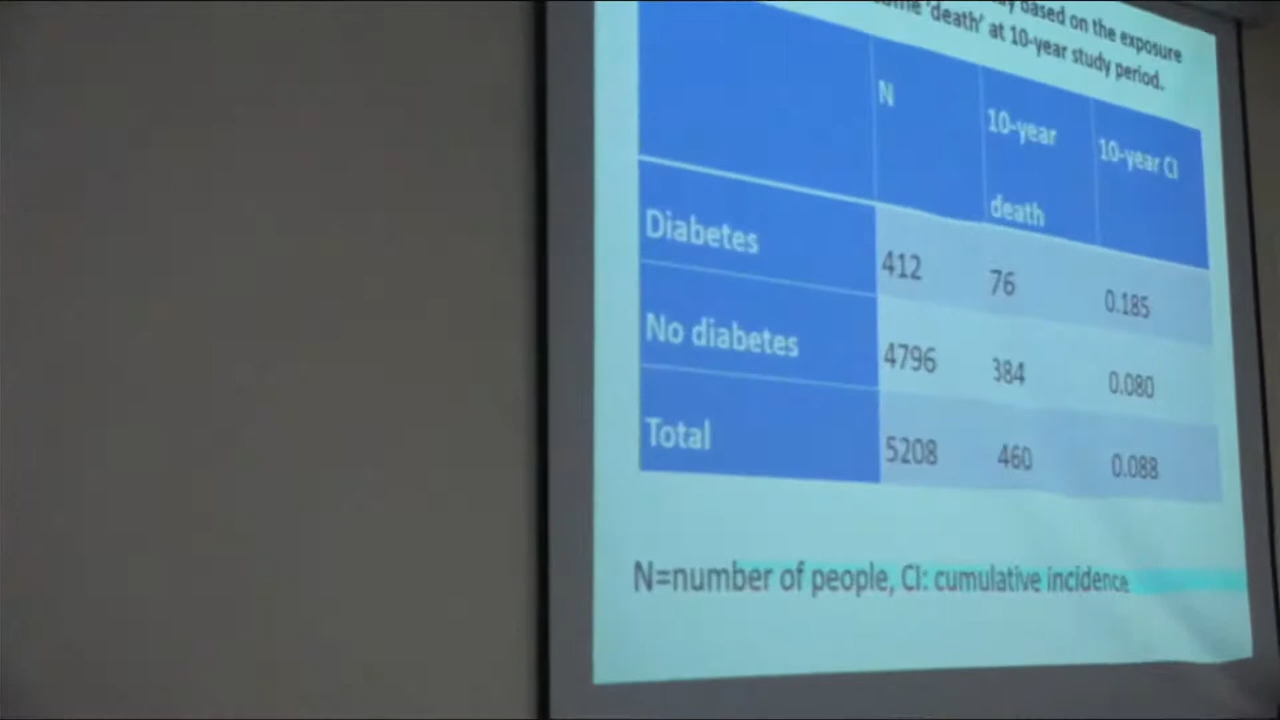 based on the exposure
'death' at 10-year study period.
N 10-year death 10-year CI
Diabetes 412 76 0.185
No diabetes 4796 384 0.080
Total 5208 460 0.088
N=number of people, CI: cumulative incidence